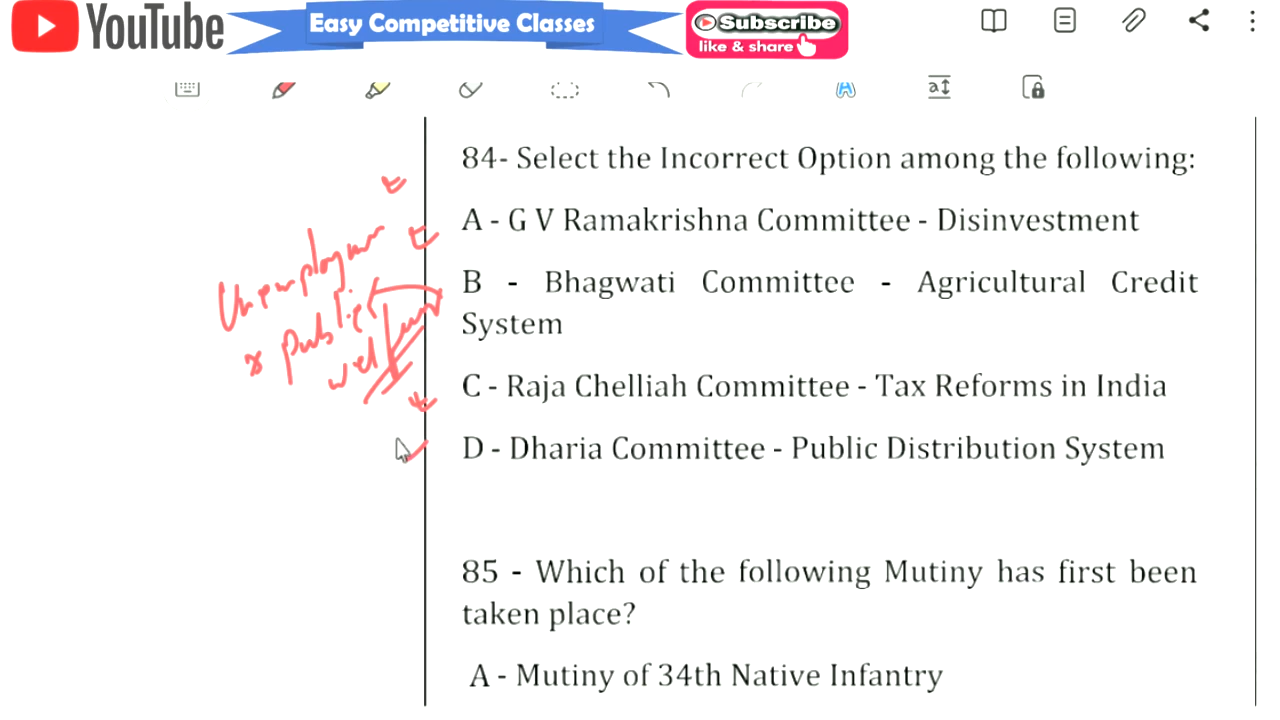 YouTube
Easy Competitive Classes
Subscribe
like & share
84- Select the Incorrect Option among the following:
A - G V Ramakrishna Committee - Disinvestment
B - Bhagwati Committee - Agricultural Credit
System
C - Raja Chelliah Committee - Tax Reforms in India
D - Dharia Committee - Public Distribution System
public
85 - Which of the following Mutiny has first been
taken place?
A - Mutiny of 34th Native Infantry